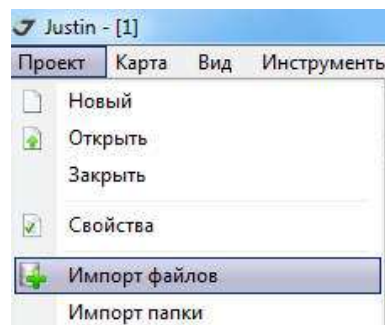 Justin - [1]
Проект Карта Вид Инструменты
Новый
Открыть
Закрыть
Свойства
Импорт файлов
Импорт папки